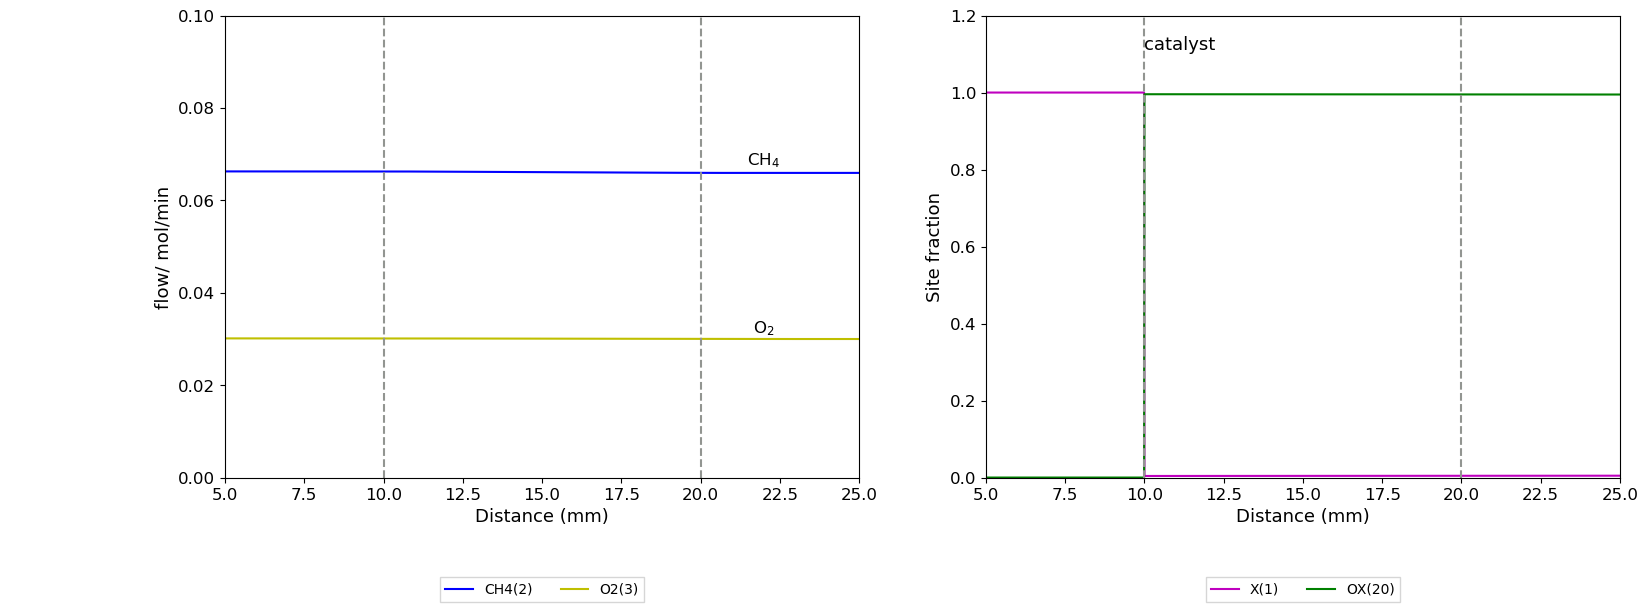 0.10
0.08
0.06
0.04
0.02
0.00
flow/ mol/min
CH4
O2
5.0 7.5 10.0 12.5 15.0 17.5 20.0 22.5 25.0
Distance (mm)
CH4(2) O2(3)
1.2
1.0
0.8
0.6
0.4
0.2
0.0
Site fraction
catalyst
5.0 7.5 10.0 12.5 15.0 17.5 20.0 22.5 25.0
Distance (mm)
X(1) OX(20)